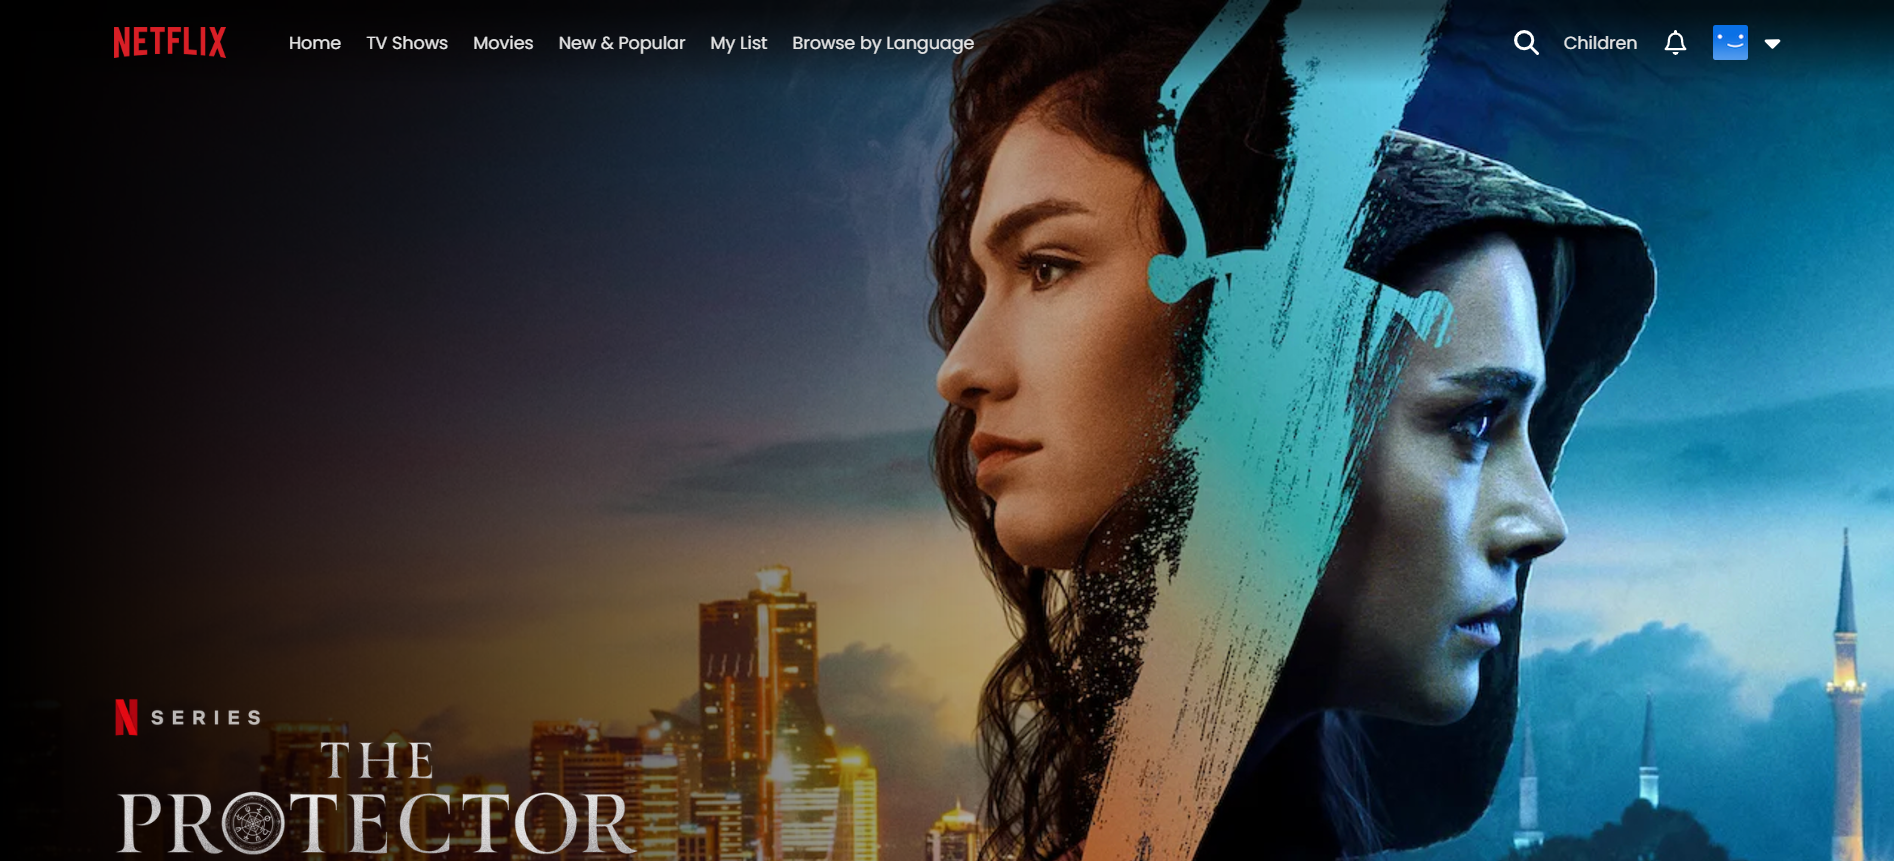 NETFLIX Home TV Shows Movies New & Popular My List Browse by Language Children
N SERIES
THE
PROTECTOR